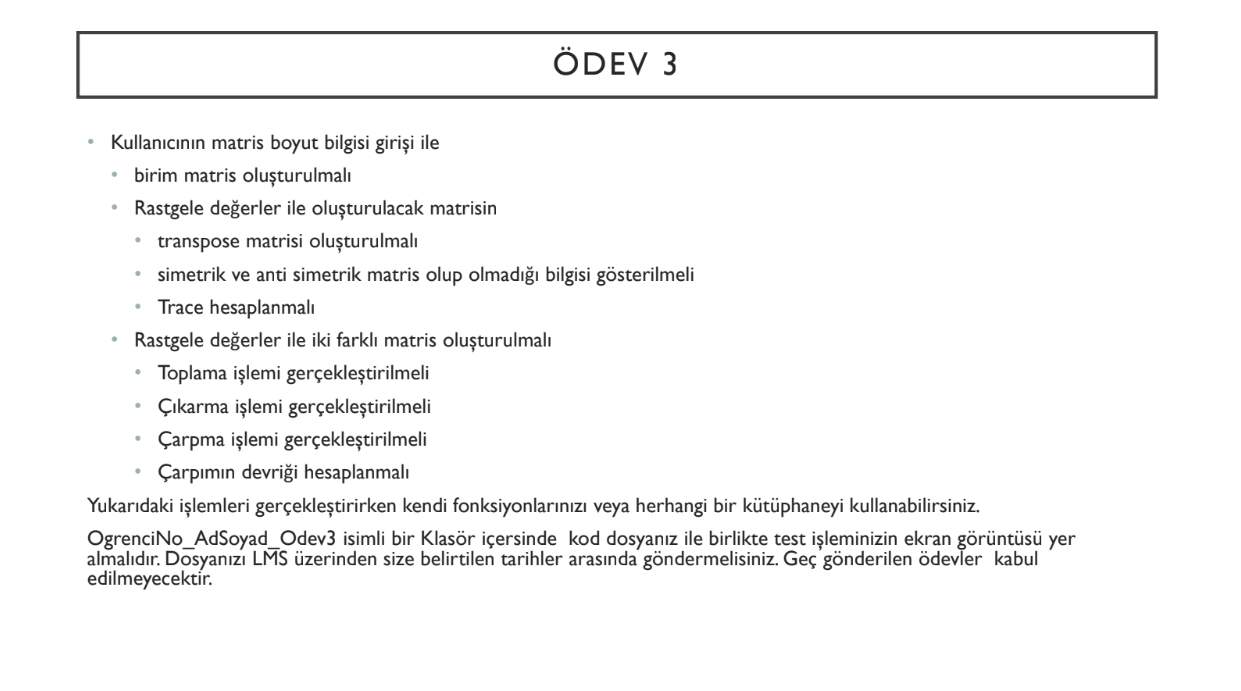 ÖDEV 3
• Kullanıcının matris boyut bilgisi girişi ile
• birim matris oluşturulmalı
• Rastgele değerler ile oluşturulacak matrisin
• transpose matrisi oluşturulmalı
• simetrik ve anti simetrik matris olup olmadığı bilgisi gösterilmeli
• Trace hesaplanmalı
• Rastgele değerler ile iki farklı matris oluşturulmalı
• Toplama işlemi gerçekleştirilmeli
• Çıkarma işlemi gerçekleştirilmeli
• Çarpma işlemi gerçekleştirilmeli
• Çarpımın devriği hesaplanmalı
Yukarıdaki işlemleri gerçekleştirirken kendi fonksiyonlarınızı veya herhangi bir kütüphaneyi kullanabilirsiniz.
OgrenciNo_AdSoyad_Odev3 isimli bir Klasör içersinde  kod dosyanız ile birlikte test işleminizin ekran görüntüsü yer
almalıdır. Dosyanızı LMS üzerinden size belirtilen tarihler arasında göndermelisiniz. Geç gönderilen ödevler  kabul
edilmeyecektir.